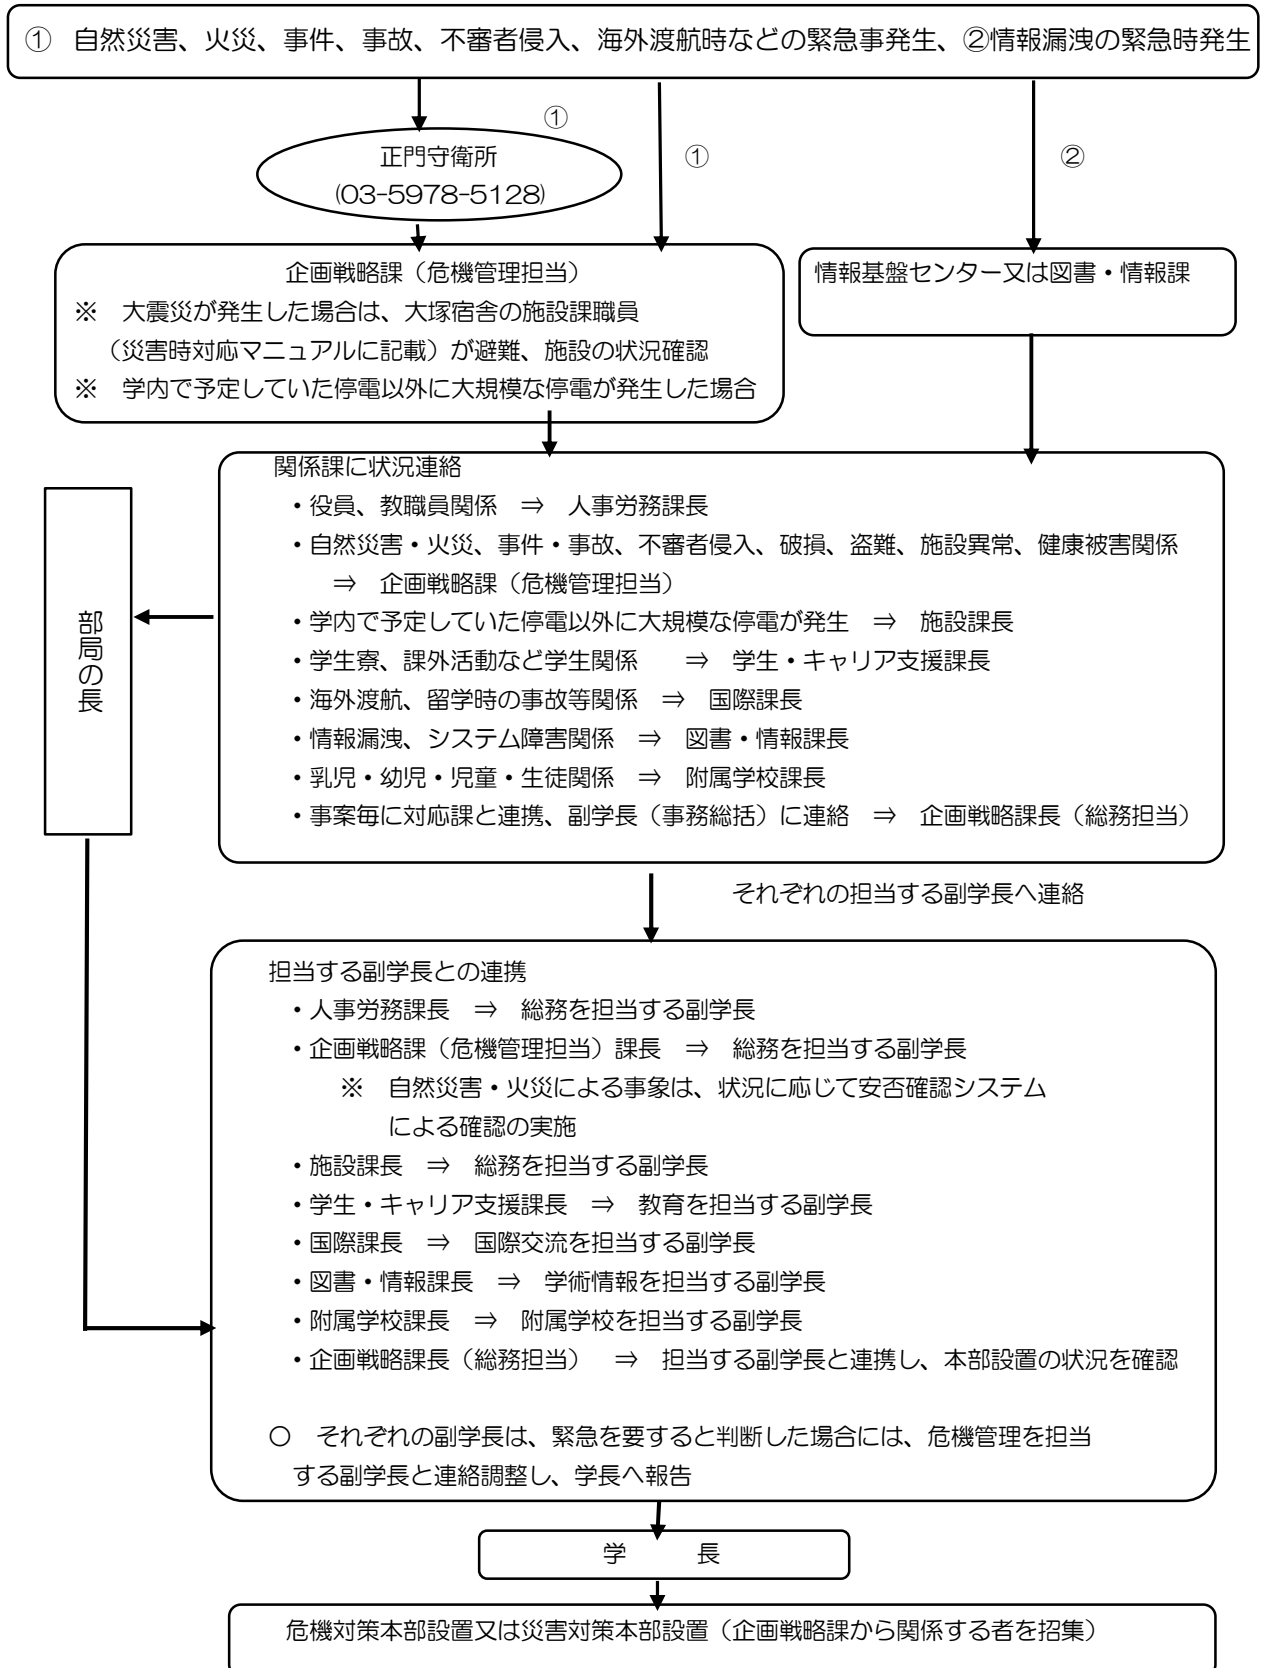 ① 自然災害、火災、事件、事故、不審者侵入、海外渡航時などの緊急事発生、②情報漏洩の緊急時発生
①
正門守衛所
(03-5978-5128)
①
②
企画戦略課（危機管理担当）
※ 大震災が発生した場合は、大塚宿舎の施設課職員
（災害時対応マニュアルに記載）が避難、施設の状況確認
※ 学内で予定していた停電以外に大規模な停電が発生した場合
情報基盤センター又は図書・情報課
関係課に状況連絡
・役員、教職員関係 ⇒ 人事労務課長
・自然災害・火災、事件・事故、不審者侵入、破損、盗難、施設異常、健康被害関係
⇒ 企画戦略課（危機管理担当）
・学内で予定していた停電以外に大規模な停電が発生 ⇒ 施設課長
・学生寮、課外活動など学生関係 ⇒ 学生・キャリア支援課長
・海外渡航、留学時の事故等関係 ⇒ 国際課長
・情報漏洩、システム障害関係 ⇒ 図書・情報課長
・乳児・幼児・児童・生徒関係 ⇒ 附属学校課長
・事案毎に対応課と連携、副学長（事務総括）に連絡 ⇒ 企画戦略課長（総務担当）
部局の長
それぞれの担当する副学長へ連絡
担当する副学長との連携
・人事労務課長 ⇒ 総務を担当する副学長
・企画戦略課（危機管理担当）課長 ⇒ 総務を担当する副学長
※ 自然災害・火災による事象は、状況に応じて安否確認システム
による確認の実施
・施設課長 ⇒ 総務を担当する副学長
・学生・キャリア支援課長 ⇒ 教育を担当する副学長
・国際課長 ⇒ 国際交流を担当する副学長
・図書・情報課長 ⇒ 学術情報を担当する副学長
・附属学校課長 ⇒ 附属学校を担当する副学長
・企画戦略課長（総務担当） ⇒ 担当する副学長と連携し、本部設置の状況を確認
○ それぞれの副学長は、緊急を要すると判断した場合には、危機管理を担当
する副学長と連絡調整し、学長へ報告
学 長
危機対策本部設置又は災害対策本部設置（企画戦略課から関係する者を招集）